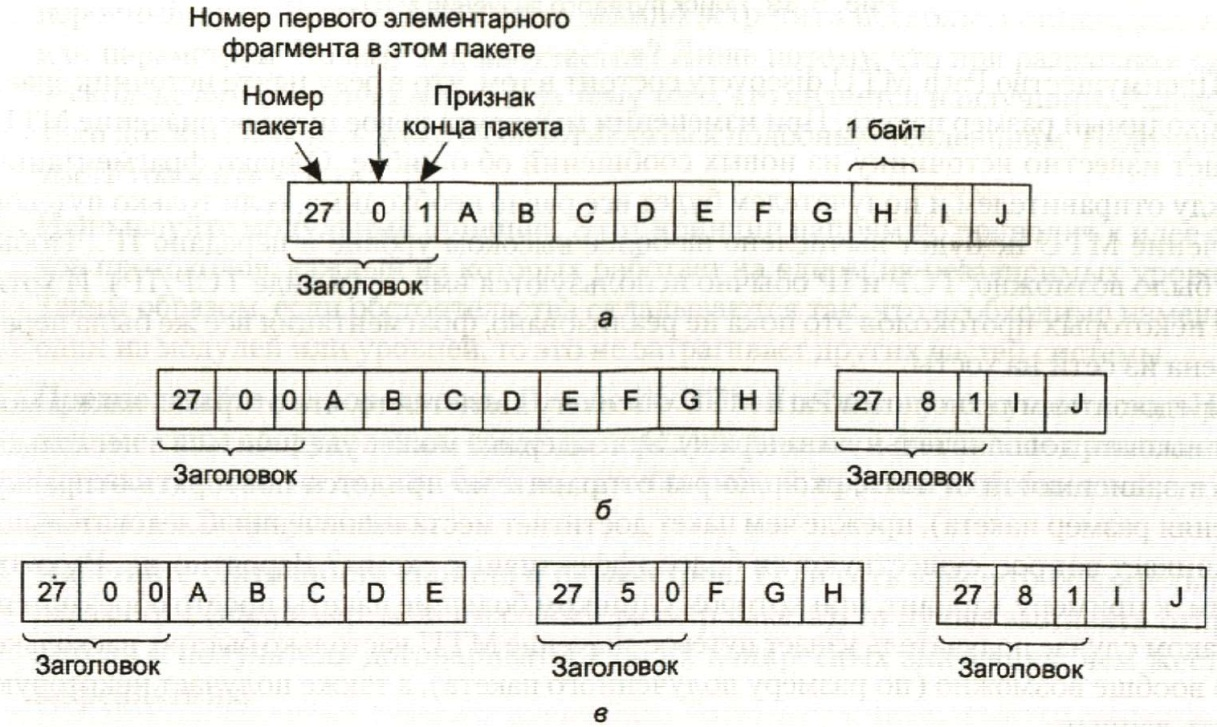 Номер первого элементарного
фрагмента в этом пакете
Номер
пакета
Признак
конца пакета
1 байт
27 0 1 A B C D E F G H I J
Заголовок
а
27 0 0 A B C D E F G H
27 8 1 I J
Заголовок
Заголовок
б
27 0 0 A B C D E
27 5 0 F G H
27 8 1 I J
Заголовок
Заголовок
Заголовок
в